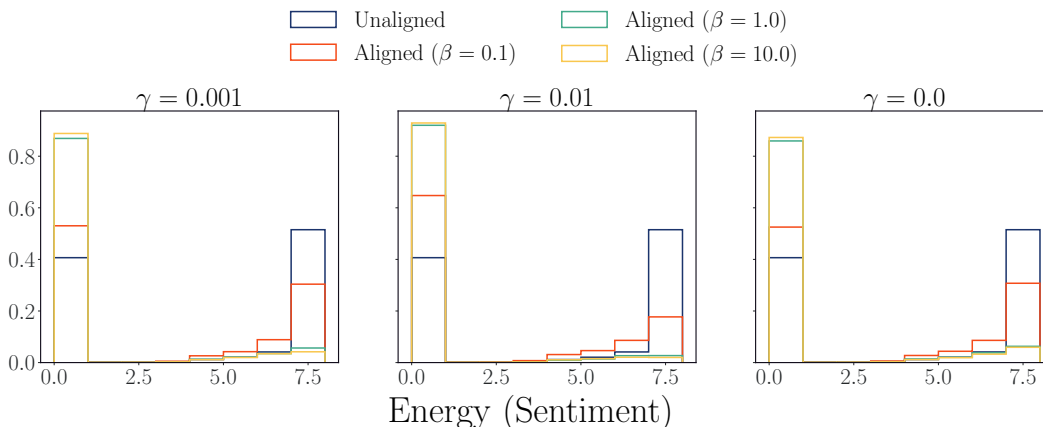 Unaligned
Aligned (β = 0.1)
Aligned (β = 1.0)
Aligned (β = 10.0)
γ = 0.001
γ = 0.01
γ = 0.0
0.8
0.6
0.4
0.2
0.0
0.0 2.5 5.0 7.5
0.0 2.5 5.0 7.5
0.0 2.5 5.0 7.5
Energy (Sentiment)